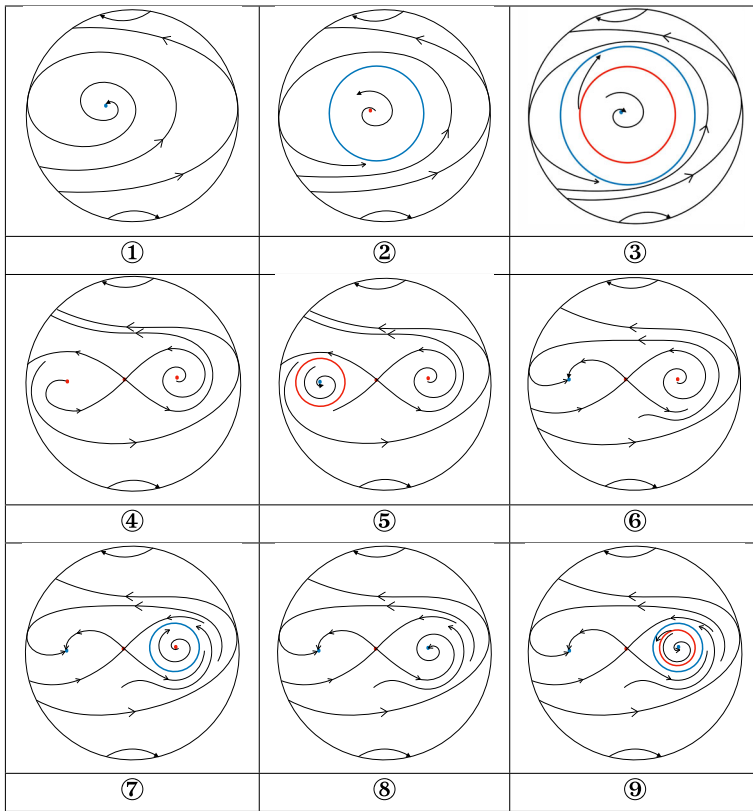 ① ② ③
④ ⑤ ⑥
⑦ ⑧ ⑨